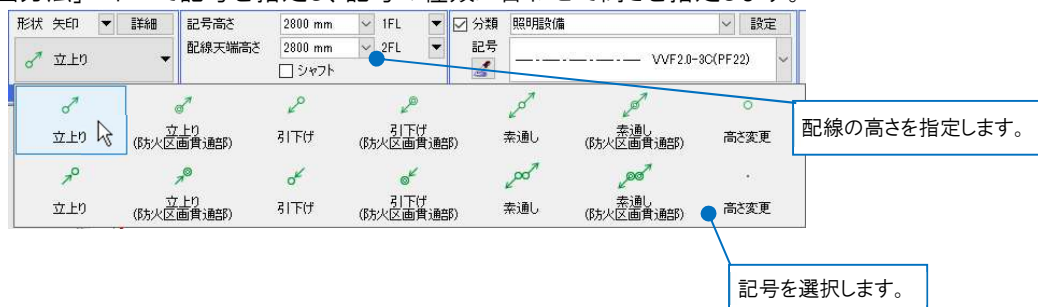 形状 矢印 詳細 記号高さ 2800 mm 1FL 分類 照明設備 設定
立上り 配線天端高さ 2800 mm 2FL 記号 VVF2.0-3C(PF22)
シャフト
立上り 立上り (防火区画貫通部) 引下げ 引下げ (防火区画貫通部) 素通し 素通し (防火区画貫通部) 高さ変更
配線の高さを指定します。
立上り 立上り (防火区画貫通部) 引下げ 引下げ (防火区画貫通部) 素通し 素通し (防火区画貫通部) 高さ変更
記号を選択します。